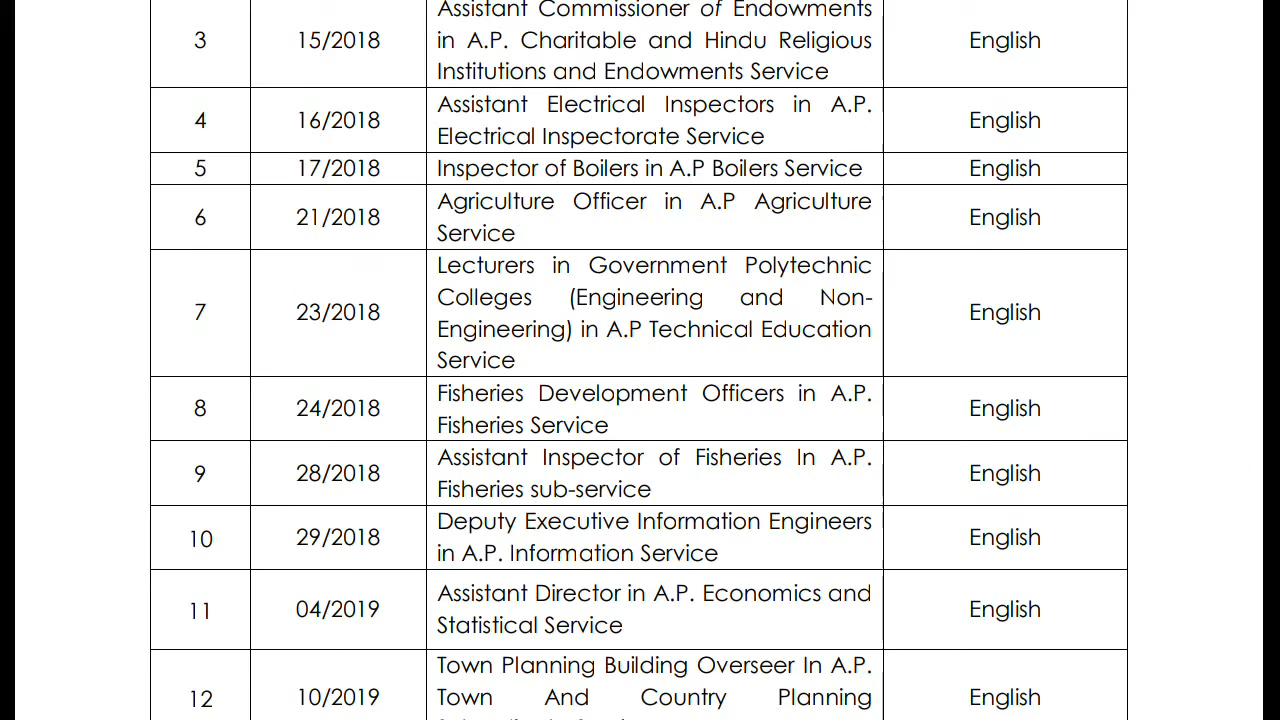 3
15/2018
Assistant Commissioner of Endowments
in A.P. Charitable and Hindu Religious
Institutions and Endowments Service
English
4
16/2018
Assistant Electrical Inspectors in A.P.
Electrical Inspectorate Service
English
5
17/2018
Inspector of Boilers in A.P Boilers Service
English
6
21/2018
Agriculture Officer in A.P Agriculture
Service
English
7
23/2018
Lecturers in Government Polytechnic
Colleges (Engineering and Non-
Engineering) in A.P Technical Education
Service
English
8
24/2018
Fisheries Development Officers in A.P.
Fisheries Service
English
9
28/2018
Assistant Inspector of Fisheries In A.P.
Fisheries sub-service
English
10
29/2018
Deputy Executive Information Engineers
in A.P. Information Service
English
11
04/2019
Assistant Director in A.P. Economics and
Statistical Service
English
12
10/2019
Town Planning Building Overseer In A.P.
Town And Country Planning
English